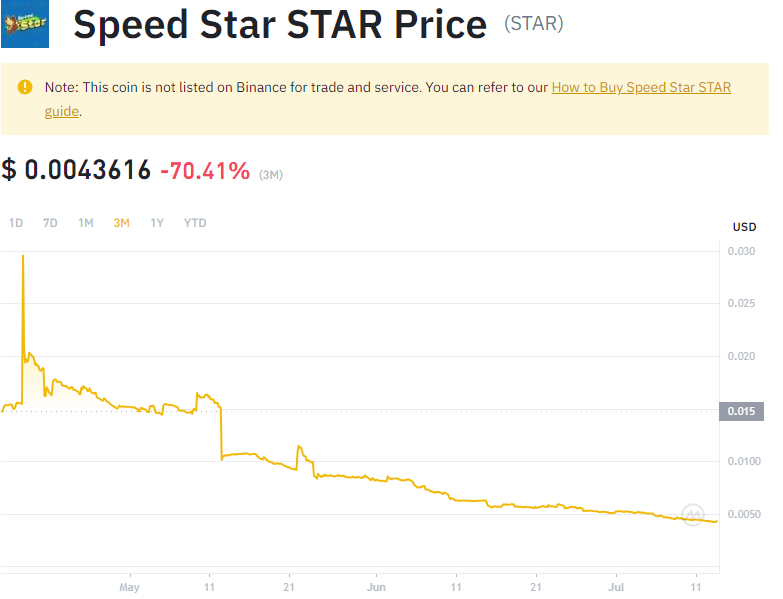 Speed Star STAR Price (STAR)
Note: This coin is not listed on Binance for trade and service. You can refer to our How to Buy Speed Star STAR
guide.
$ 0.0043616 -70.41% (3M)
1D 7D 1M 3M 1Y YTD
USD
0.030
0.025
0.020
0.015
0.0100
0.0050
May 11 21 Jun 11 21 Jul 11